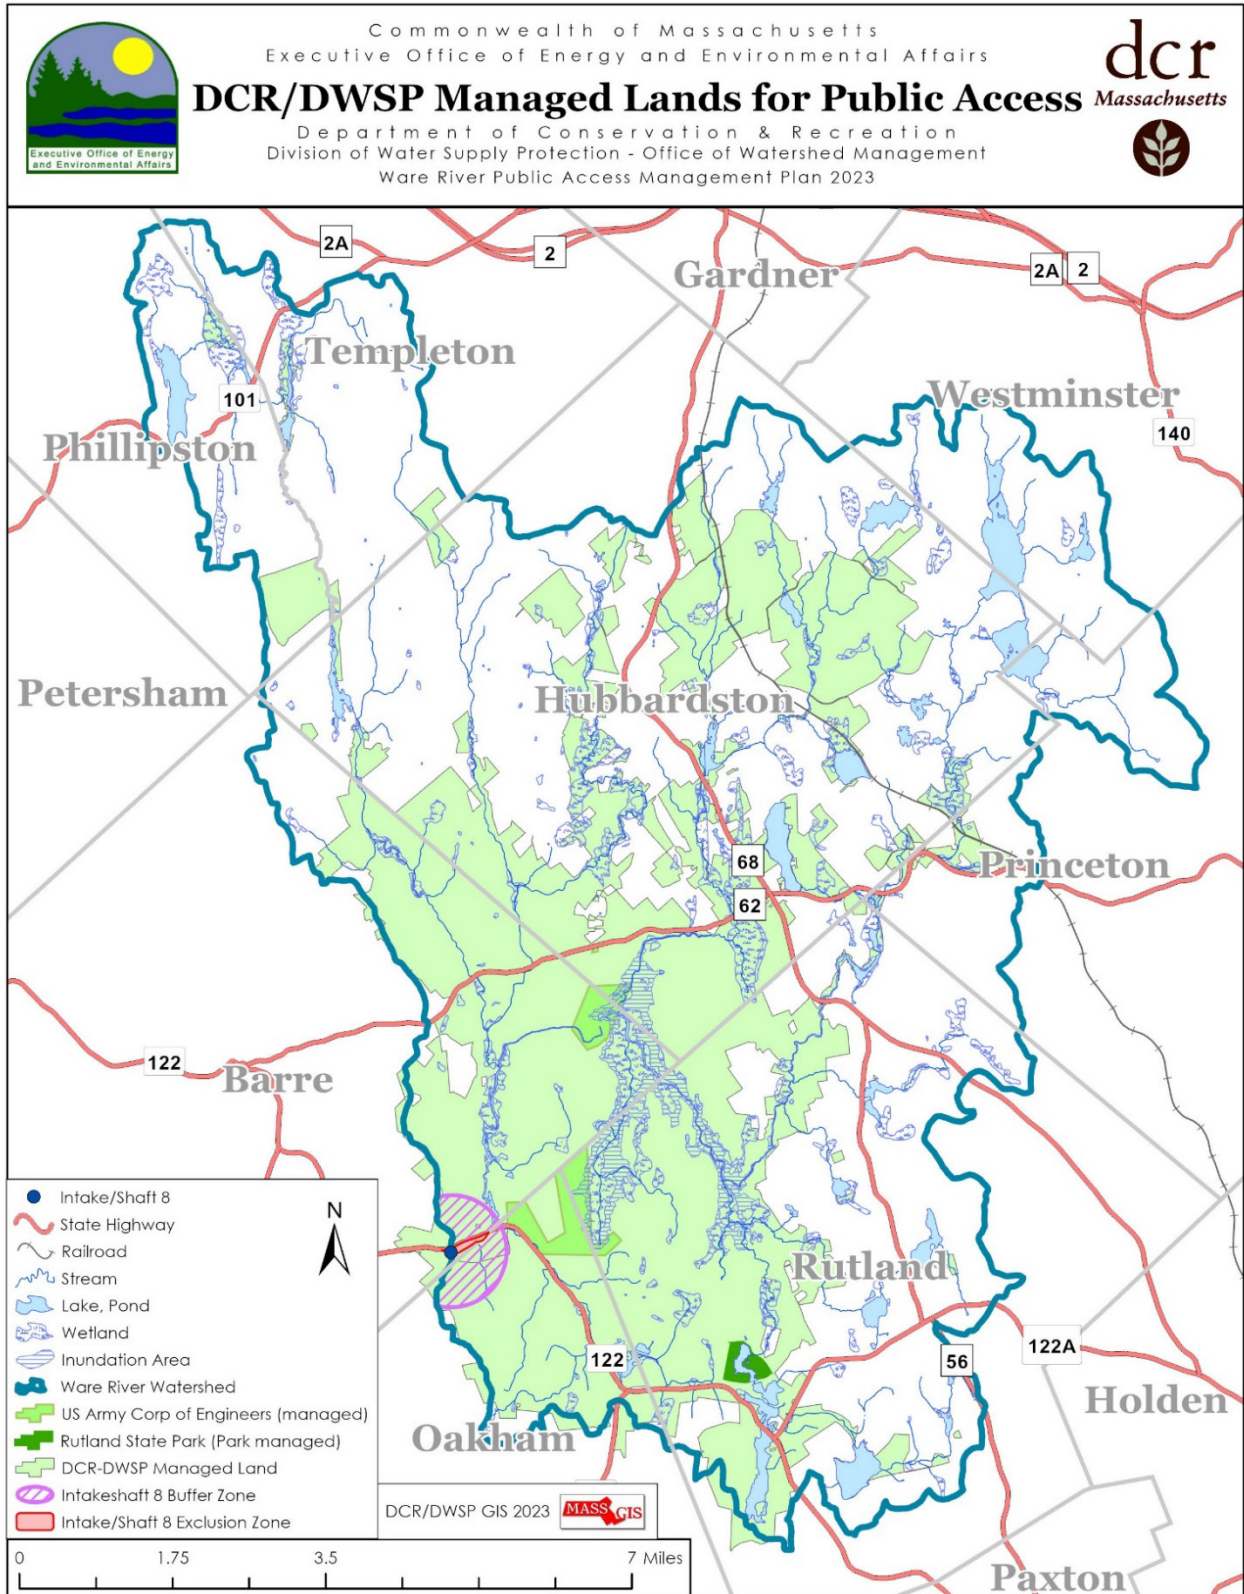 Commonwealth of Massachusetts
Executive Office of Energy and Environmental Affairs
DCR/DWSP Managed Lands for Public Access
Department of Conservation & Recreation
Division of Water Supply Protection - Office of Watershed Management
Ware River Public Access Management Plan 2023
Executive Office of Energy
and Environmental Affairs
dcr
Massachusetts
2A
2
Gardner
2A
2
Templeton
101
Westminster
140
Phillipston
Petersham
Hubbardston
68
62
Princeton
122
Barre
Rutland
122
56
122A
Holden
Oakham
Paxton
Intake/Shaft 8
State Highway
Railroad
Stream
Lake, Pond
Wetland
Inundation Area
Ware River Watershed
US Army Corp of Engineers (managed)
Rutland State Park (Park managed)
DCR-DWSP Managed Land
Intakeshaft 8 Buffer Zone
Intake/Shaft 8 Exclusion Zone
N
DCR/DWSP GIS 2023
MASS GIS
0 1.75 3.5 7 Miles